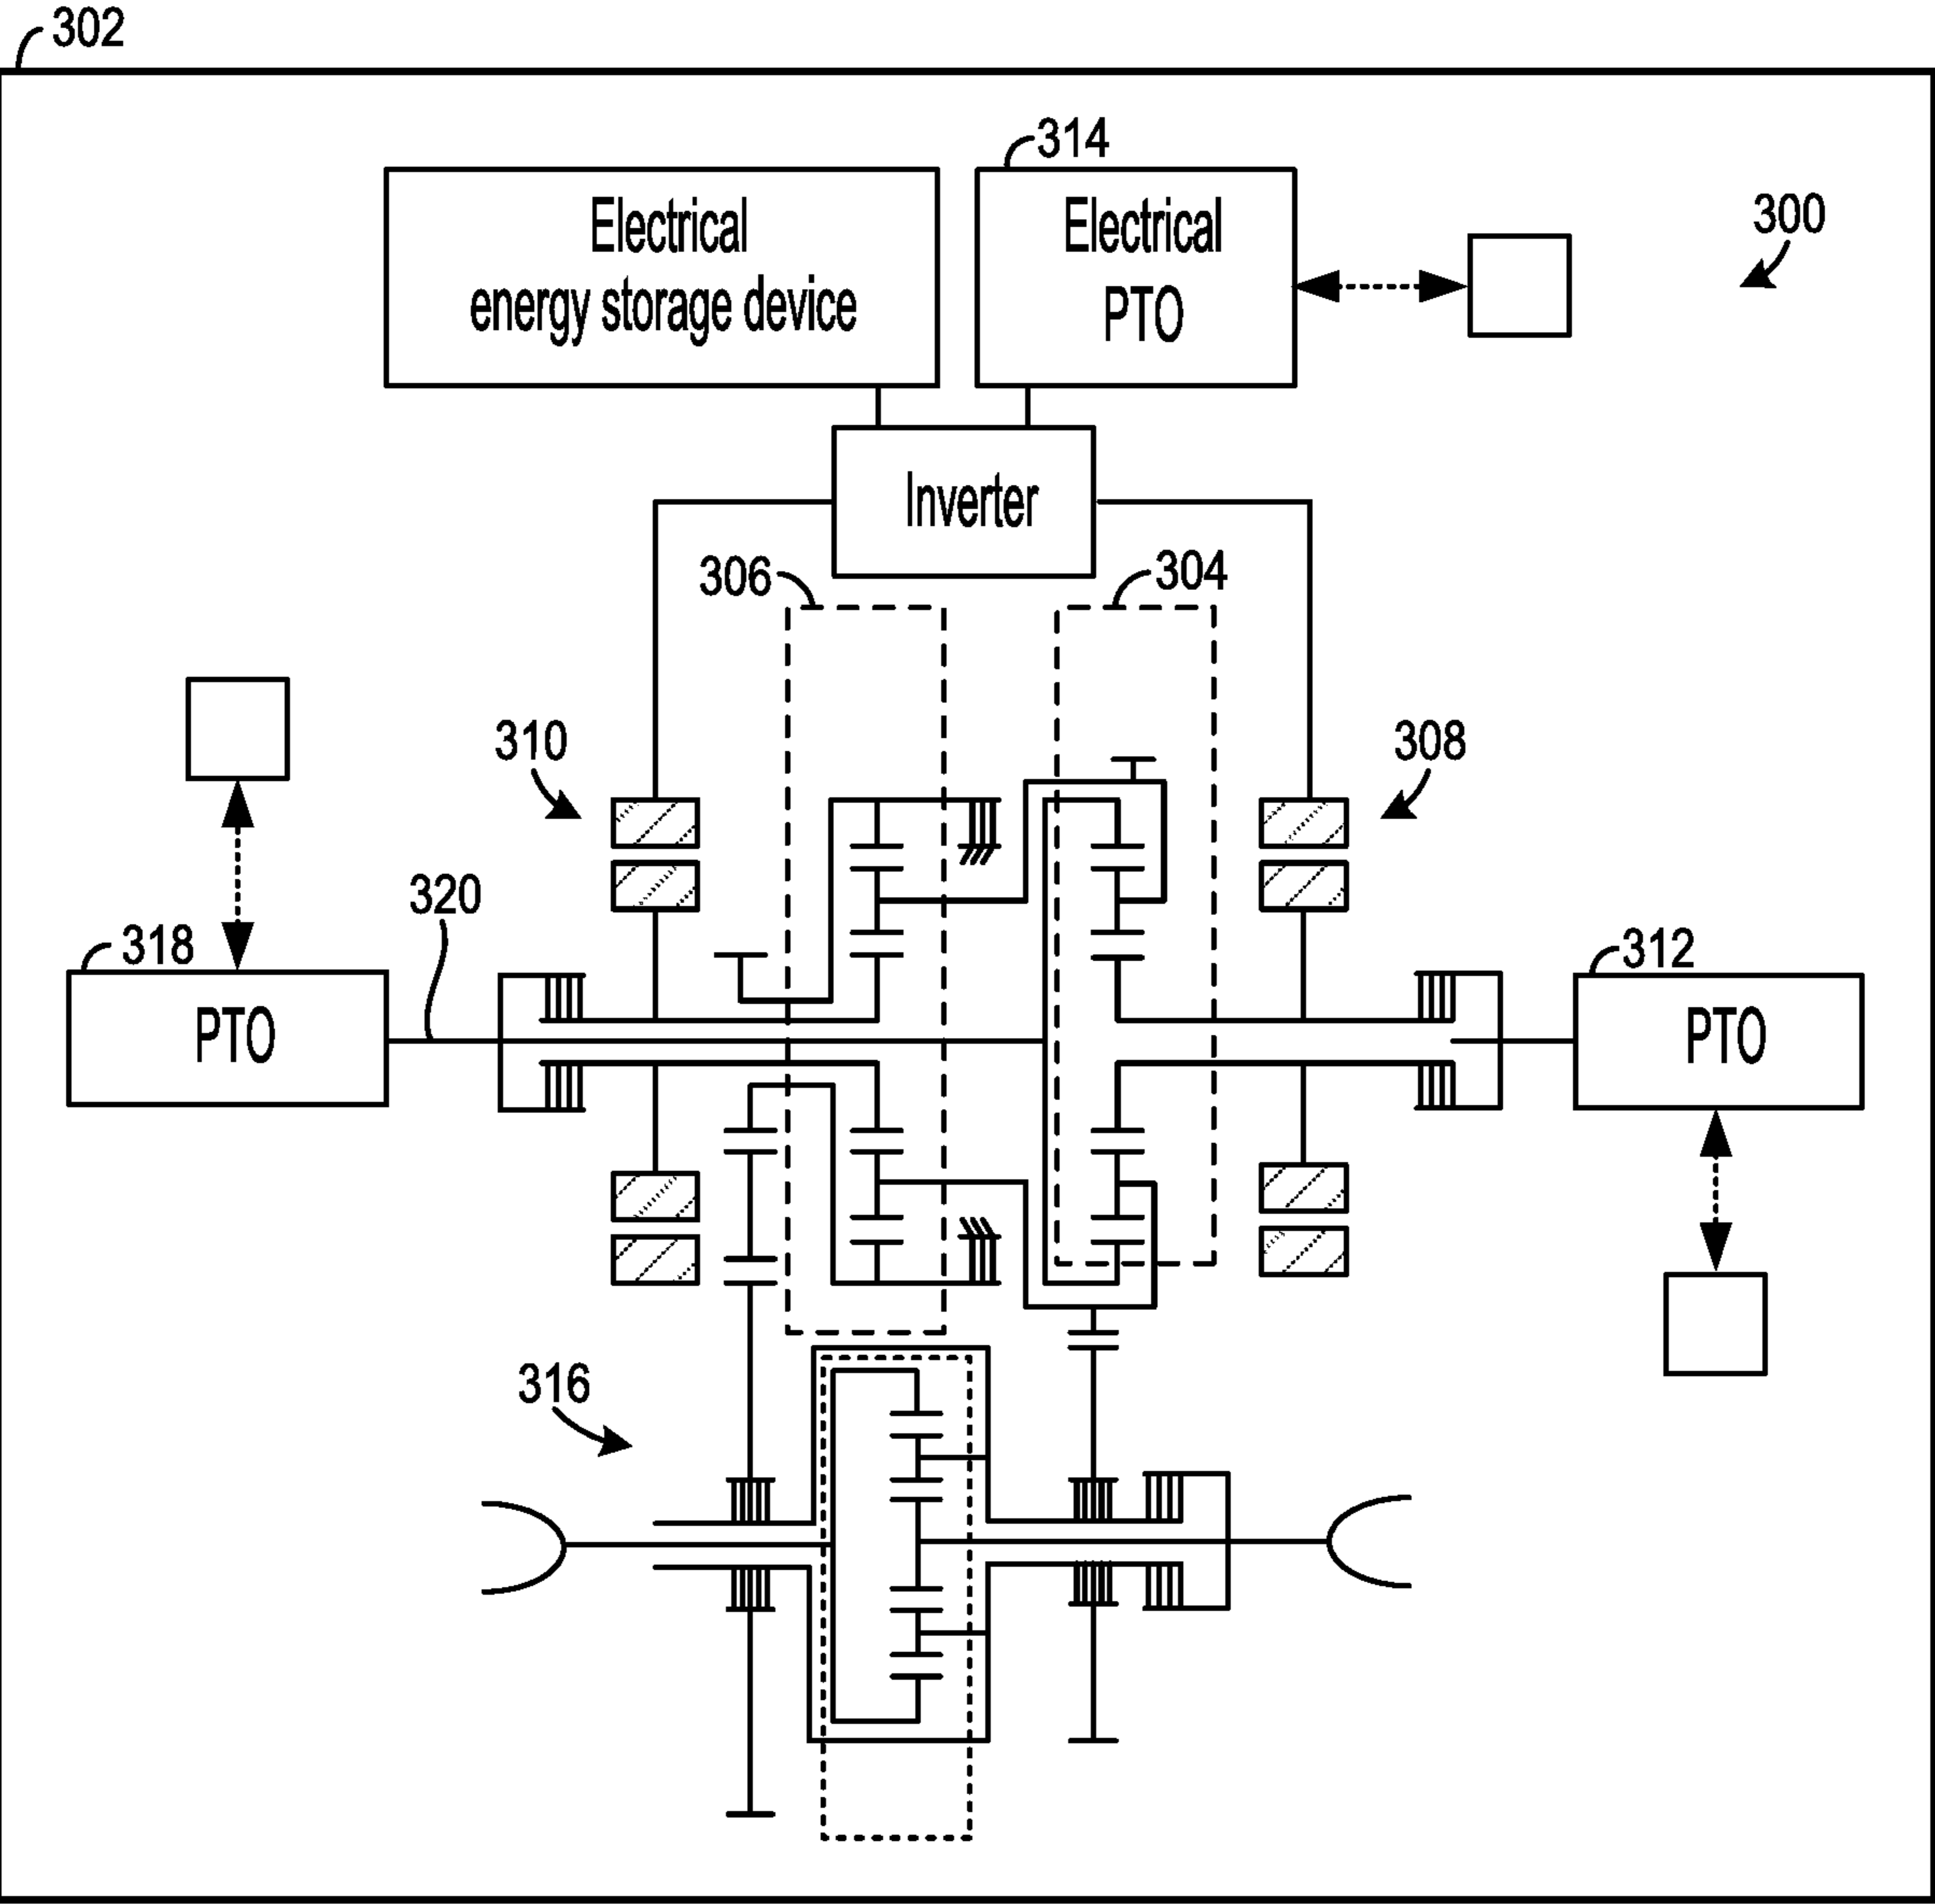 302
314
Electrical
energy storage device
Electrical
PTO
300
Inverter
306
304
310
308
320
318
PTO
312
PTO
316